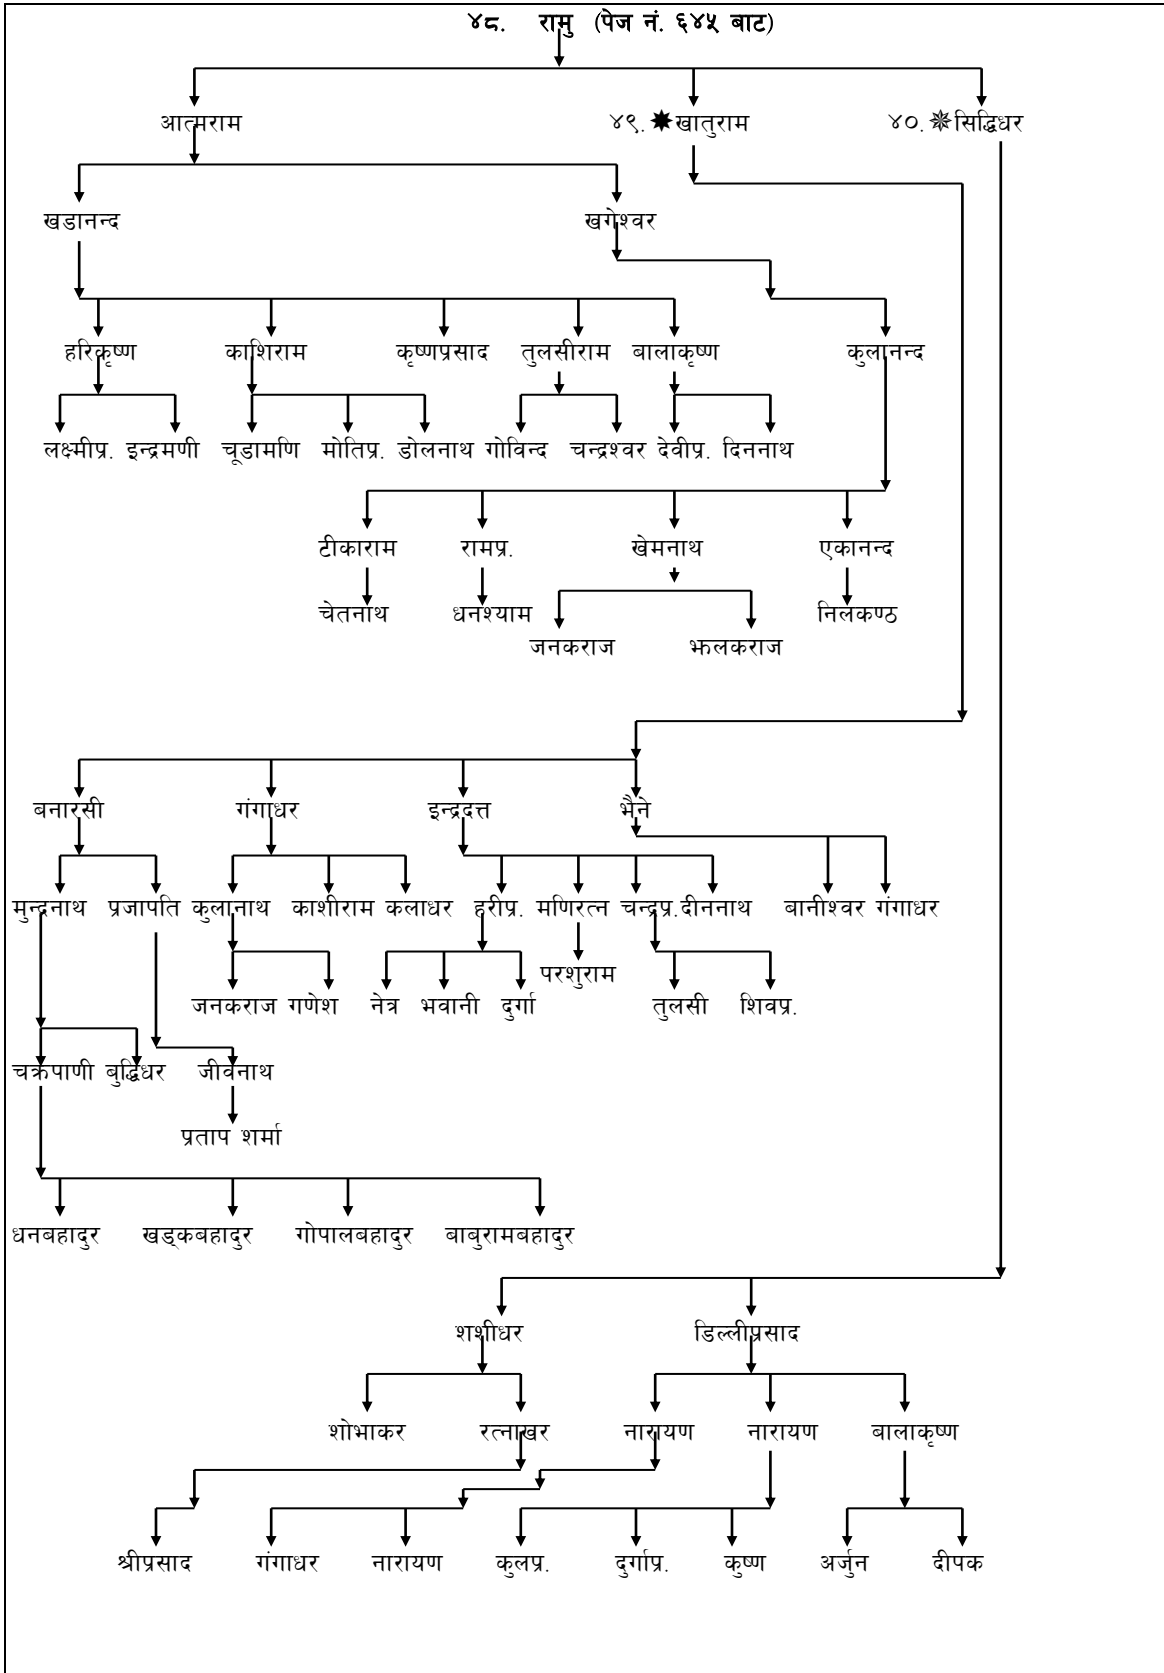 ४८. रामु (पेज नं. ६४५ बाट)
आत्मराम ४९. ✸खातुराम ४०. ✵सिद्धिधर
खडानन्द खगेश्वर
हरिकृष्ण काशिराम कृष्णप्रसाद तुलसीराम बालाकृष्ण कुलानन्द
लक्ष्मीप्र. इन्द्रमणी चूडामणि मोतिप्र. डोलनाथ गोविन्द चन्द्रश्वर देवीप्र. दिननाथ
टीकाराम रामप्र. खेमनाथ एकानन्द
चेतनाथ धनश्याम निलकण्ठ
जनकराज झलकराज
बनारसी गंगाधर इन्द्रदत्त भैने
मुन्द्रनाथ प्रजापति कुलानाथ काशीराम कलाधर हरीप्र. मणिरत्न चन्द्रप्र. दीननाथ बानीश्वर गंगाधर
परशुराम
जनकराज गणेश नेत्र भवानी दुर्गा तुलसी शिवप्र.
चक्रपाणी बुद्धिधर जीवनाथ
प्रताप शर्मा
धनबहादुर खड्कबहादुर गोपालबहादुर बाबुरामबहादुर
शशीधर डिल्लीप्रसाद
शोभाकर रत्नाखर नारायण नारायण बालाकृष्ण
श्रीप्रसाद गंगाधर नारायण कुलप्र. दुर्गाप्र. कुष्ण अर्जुन दीपक